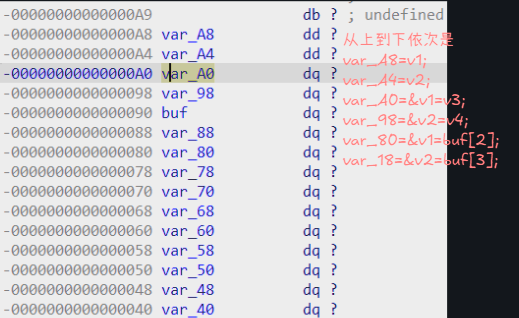 -00000000000000A9 db ? ; undefined
-00000000000000A8 var_A8 dd ? 从上到下依次是
-00000000000000A4 var_A4 dd ? var_A8=v1;
-00000000000000A0 var_A0 dq ? var_A4=v2;
-0000000000000098 var_98 dq ? var_A0=&v1=v3;
-0000000000000090 buf dq ? var_98=&v2=v4;
-0000000000000088 var_88 dq ? var_80=&v1=buf[2];
-0000000000000080 var_80 dq ? var_18=&v2=buf[3];
-0000000000000078 var_78 dq ?
-0000000000000070 var_70 dq ?
-0000000000000068 var_68 dq ?
-0000000000000060 var_60 dq ?
-0000000000000058 var_58 dq ?
-0000000000000050 var_50 dq ?
-0000000000000048 var_48 dq ?
-0000000000000040 var_40 dq ?